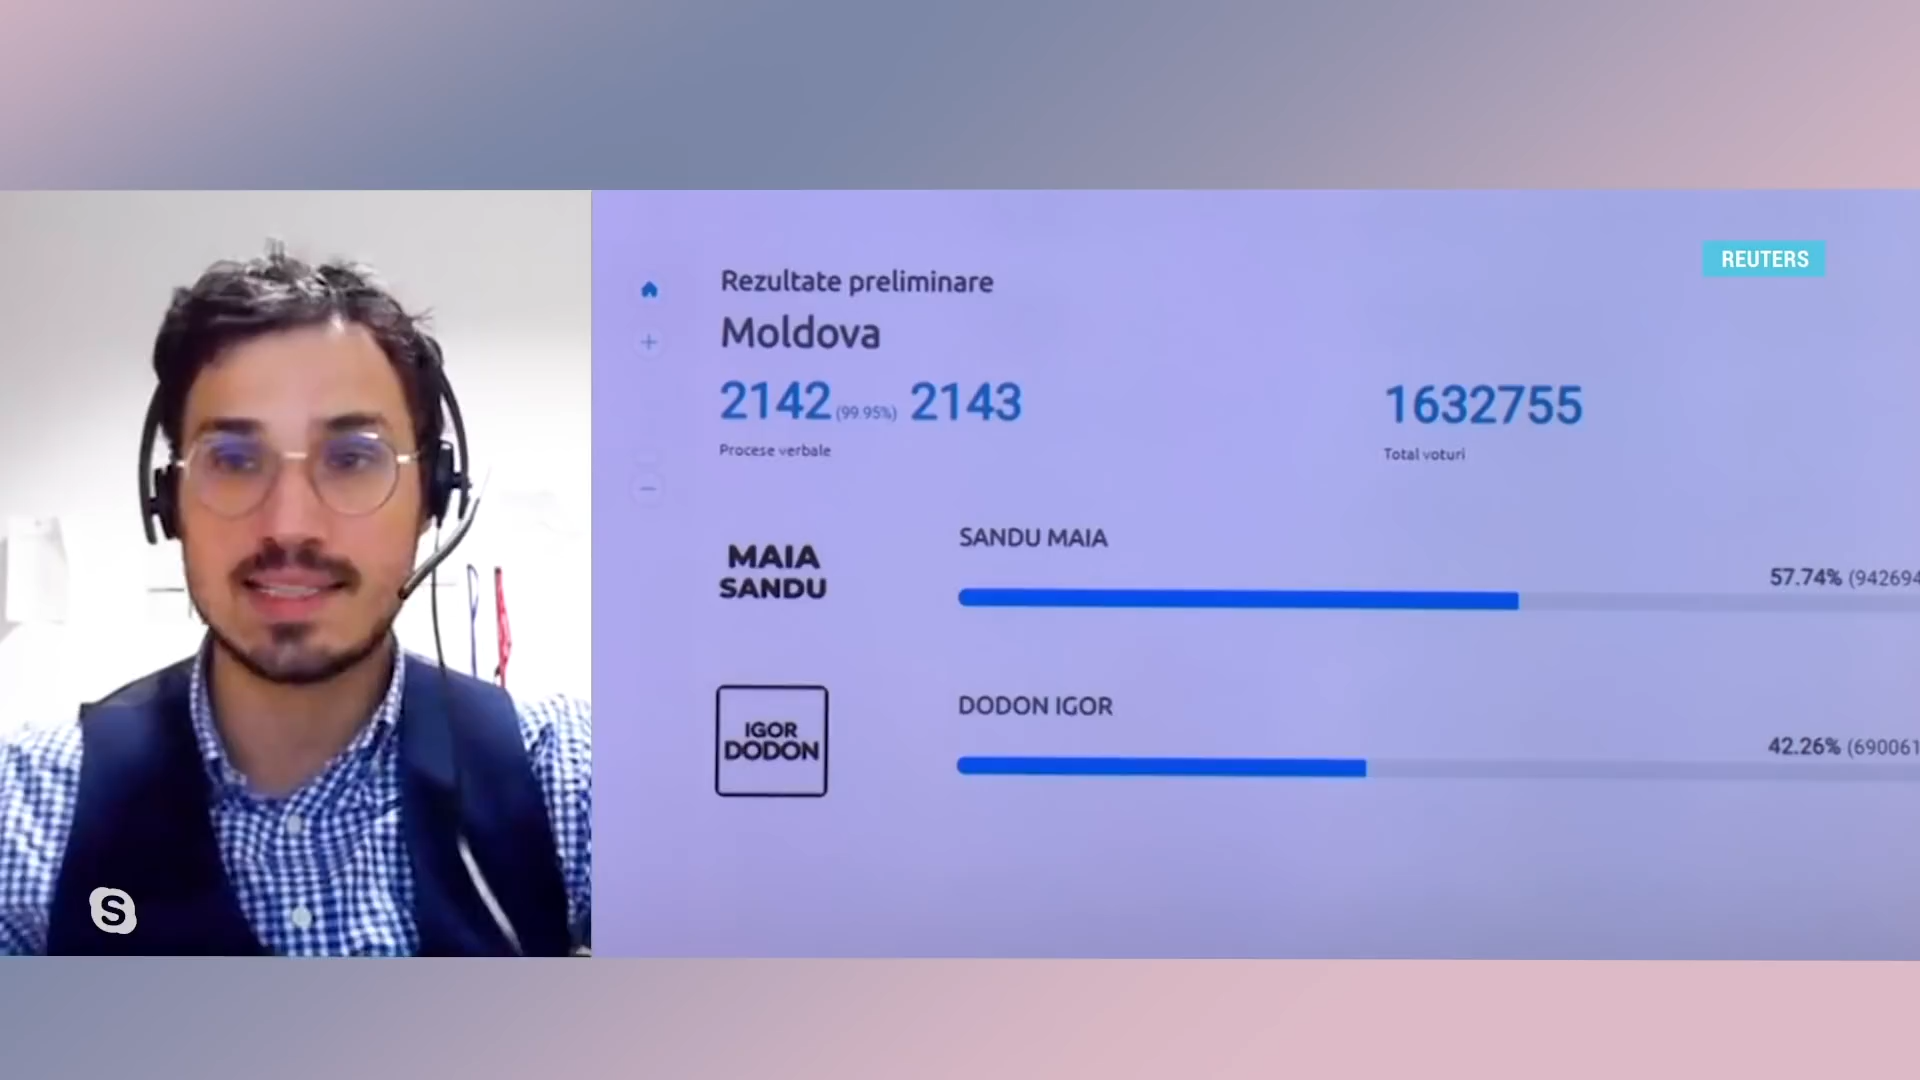 REUTERS
Rezultate preliminare
Moldova
2142 (99.95%) 2143
Procese verbale
1632755
Total voturi
MAIA
SANDU
SANDU MAIA
57.74% (942694
IGOR
DODON
DODON IGOR
42.26% (690061
S